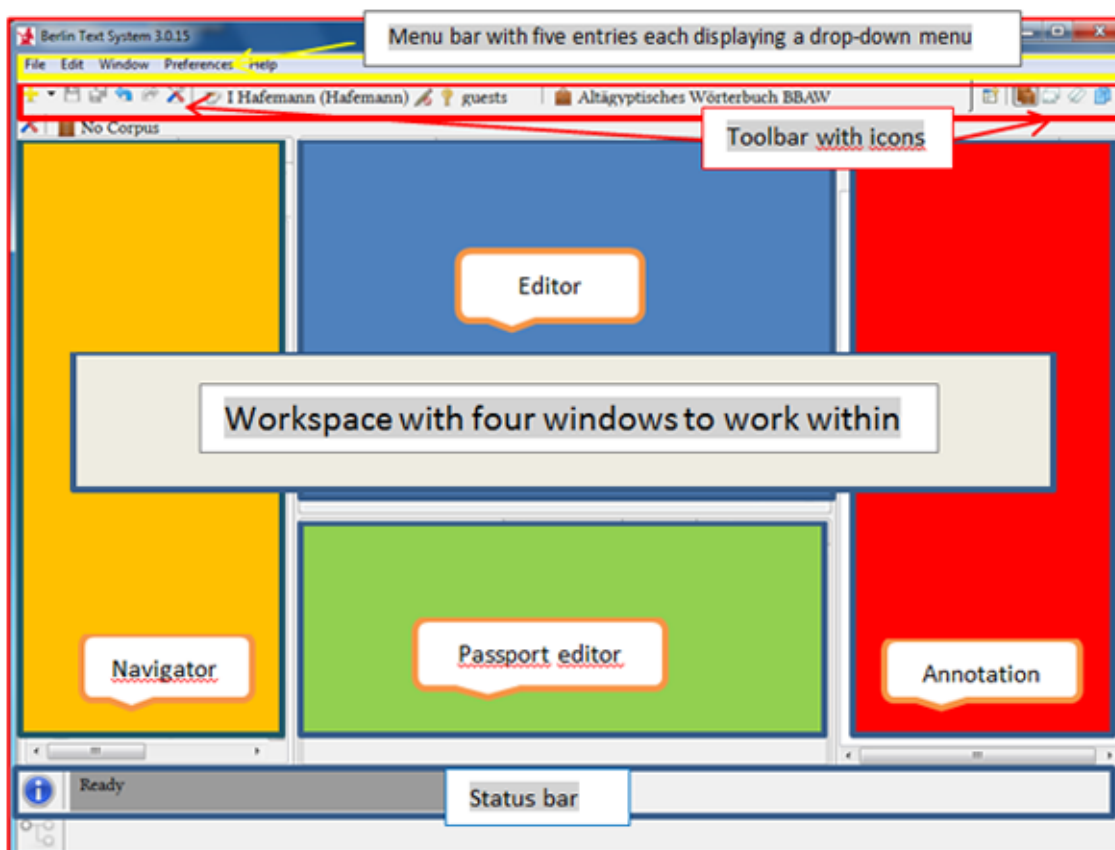 Berlin Text System 3.0.15
Menu bar with five entries each displaying a drop-down menu
File Edit Window Preferences Help
I Hafemann (Hafemann) guests Altägyptisches Wörterbuch BBAW
No Corpus
Toolbar with icons
Editor
Workspace with four windows to work within
Navigator
Passport editor
Annotation
Ready
Status bar